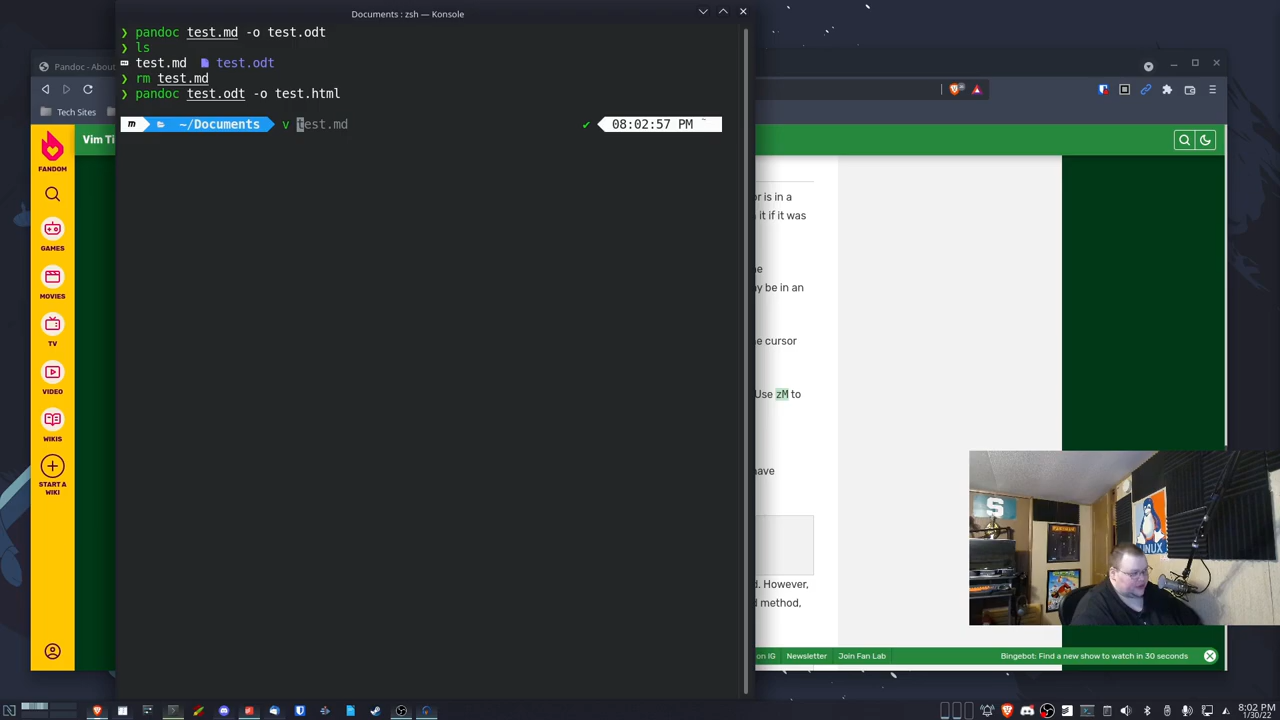 Documents : zsh — Konsole
❯ pandoc test.md -o test.odt
❯ ls
test.md test.odt
❯ rm test.md
❯ pandoc test.odt -o test.html
m ~/Documents v test.md ✔ 08:02:57 PM
Pandoc - About
Tech Sites
Vim Ti
FANDOM
GAMES
MOVIES
TV
VIDEO
WIKIS
START A
WIKI
or is in a
it if it was
ay be in an
e cursor
Use zM to
have
d. However,
d method,
S
LINUX
on IG Newsletter Join Fan Lab Bingebot: Find a new show to watch in 30 seconds
8:02 PM
1/30/22